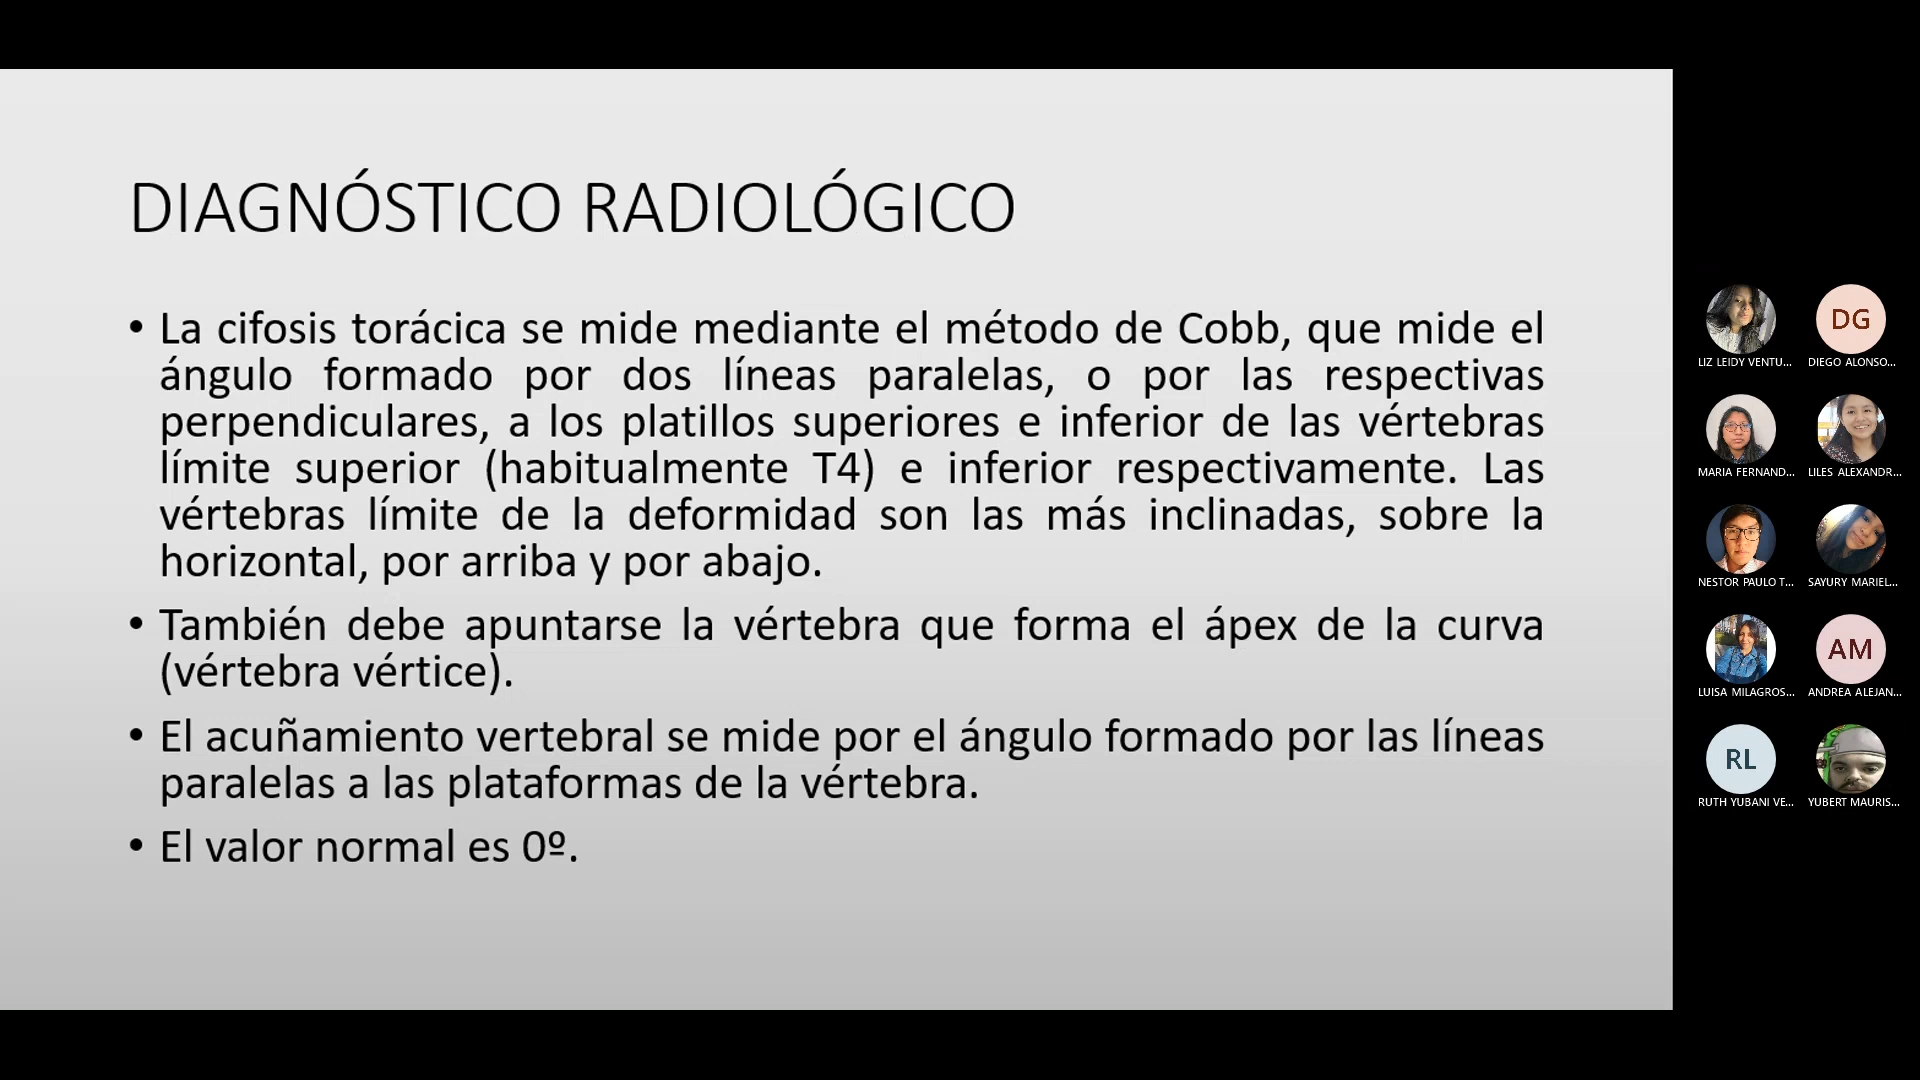 DIAGNÓSTICO RADIOLÓGICO
• La cifosis torácica se mide mediante el método de Cobb, que mide el
ángulo formado por dos líneas paralelas, o por las respectivas
perpendiculares, a los platillos superiores e inferior de las vértebras
límite superior (habitualmente T4) e inferior respectivamente. Las
vértebras límite de la deformidad son las más inclinadas, sobre la
horizontal, por arriba y por abajo.
• También debe apuntarse la vértebra que forma el ápex de la curva
(vértebra vértice).
• El acuñamiento vertebral se mide por el ángulo formado por las líneas
paralelas a las plataformas de la vértebra.
• El valor normal es 0º.
DG
LIZ LEIDY VENTU...
DIEGO ALONSO...
MARIA FERNAND...
LILES ALEXANDR...
NESTOR PAULO T...
SAYURY MARIEL...
AM
LUISA MILAGROS...
ANDREA ALEJAN...
RL
RUTH YUBANI VE...
YUBERT MAURIS...